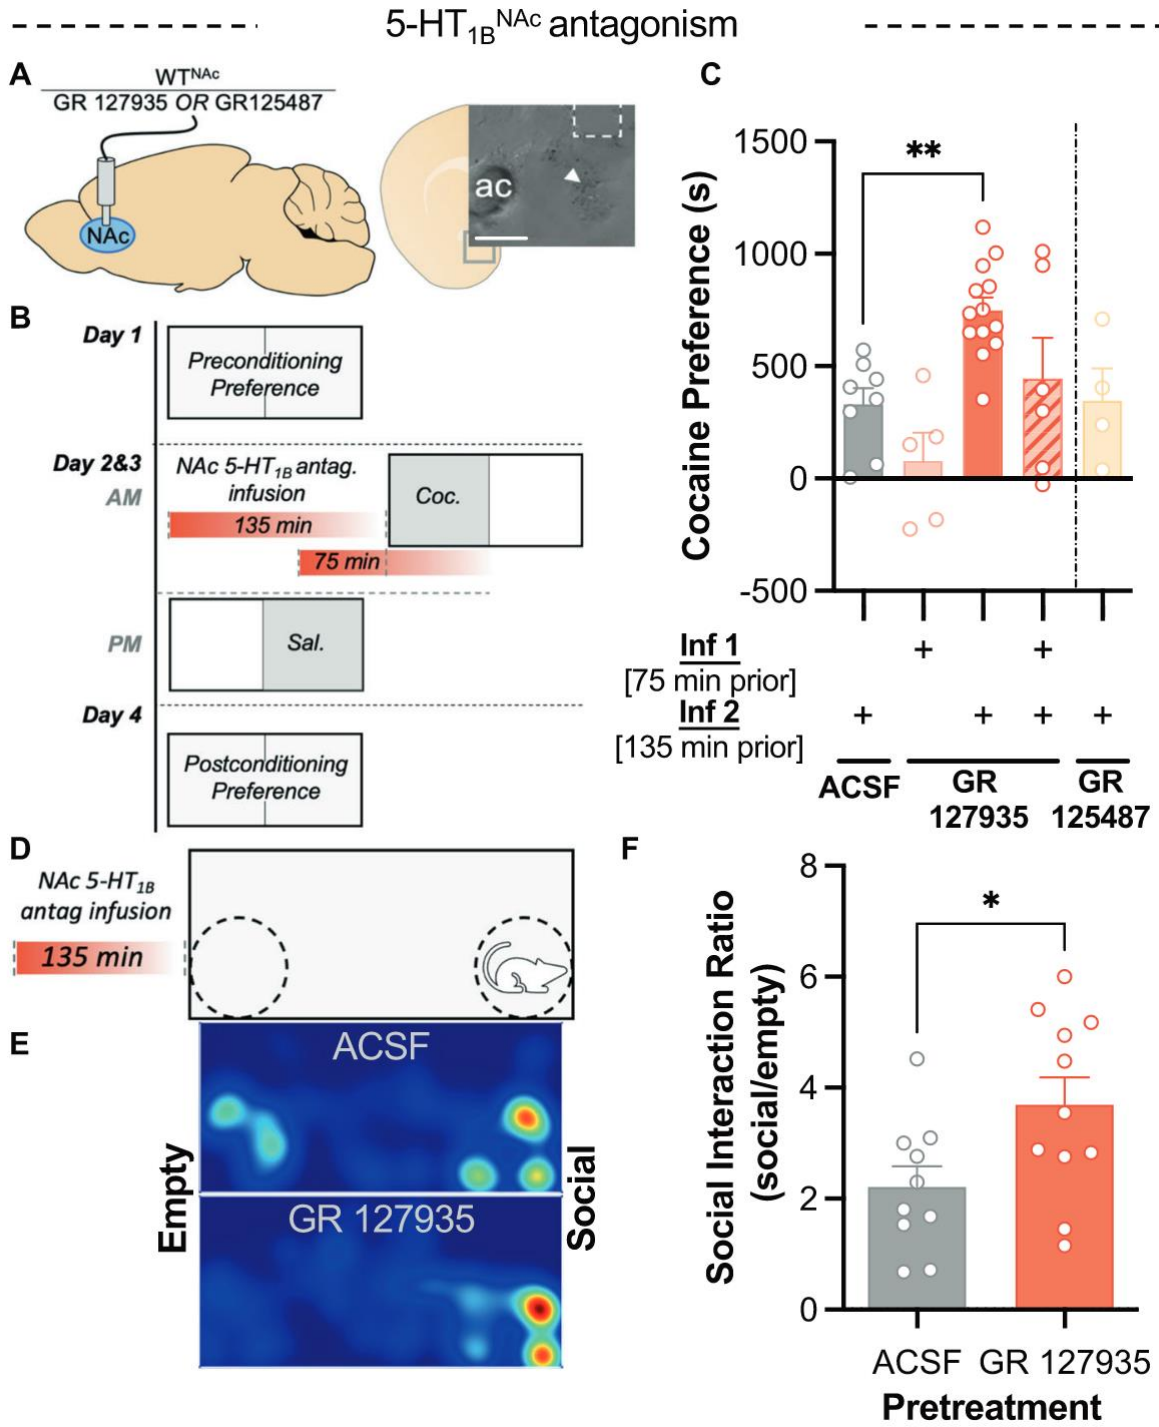 5-HT1B NAc antagonism
A
WTNAc
GR 127935 OR GR125487
NAc
ac
B
Day 1
Preconditioning
Preference
Day 2&3
AM
NAc 5-HT1B antag.
infusion
135 min
75 min
Coc.
PM
Sal.
Day 4
Postconditioning
Preference
C
Cocaine Preference (s)
1500
1000
500
0
-500
**
Inf 1
[75 min prior]
+ +
Inf 2
[135 min prior]
+ + + +
ACSF
GR
127935
GR
125487
D
NAc 5-HT1B
antag infusion
135 min
E
ACSF
GR 127935
Empty
Social
F
Social Interaction Ratio
(social/empty)
8
6
4
2
0
*
ACSF GR 127935
Pretreatment